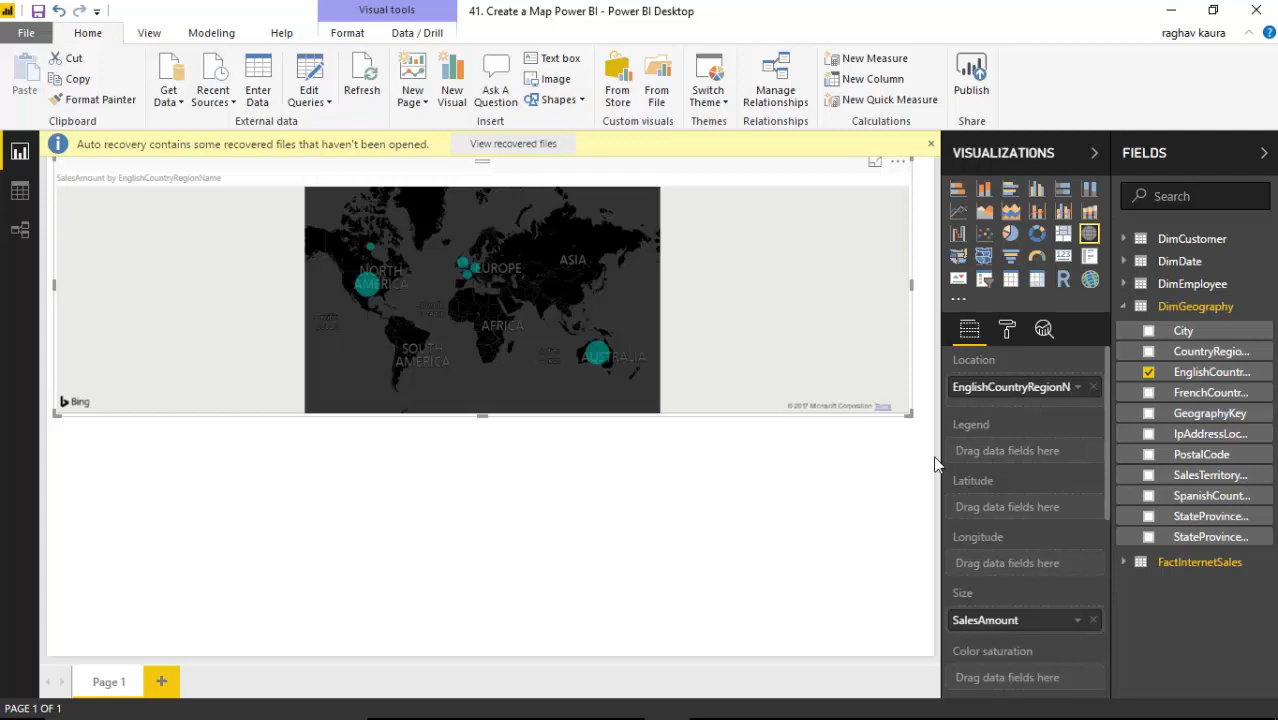 Visual tools
41. Create a Map Power BI - Power BI Desktop
File
Home
View
Modeling
Help
Format
Data / Drill
raghav kaura
Paste
Cut
Copy
Format Painter
Clipboard
Get
Data
Recent
Sources
Enter
Data
Edit
Queries
Refresh
External data
New
Page
New
Visual
Ask A
Question
Text box
Image
Shapes
Insert
From
Store
From
File
Custom visuals
Switch
Theme
Themes
Manage
Relationships
Relationships
New Measure
New Column
New Quick Measure
Calculations
Publish
Share
Auto recovery contains some recovered files that haven't been opened.
View recovered files
SalesAmount by EnglishCountryRegionName
NORTH
AMERICA
EUROPE
ASIA
AFRICA
SOUTH
AMERICA
AUSTRALIA
Bing
© 2017 Microsoft Corporation Terms
VISUALIZATIONS
R
123
Location
EnglishCountryRegionN
Legend
Drag data fields here
Latitude
Drag data fields here
Longitude
Drag data fields here
Size
SalesAmount
Color saturation
Drag data fields here
FIELDS
Search
DimCustomer
DimDate
DimEmployee
DimGeography
City
CountryRegio...
EnglishCountr...
FrenchCountr...
GeographyKey
IpAddressLoc...
PostalCode
SalesTerritory...
SpanishCount...
StateProvince...
StateProvince...
FactInternetSales
Page 1
PAGE 1 OF 1